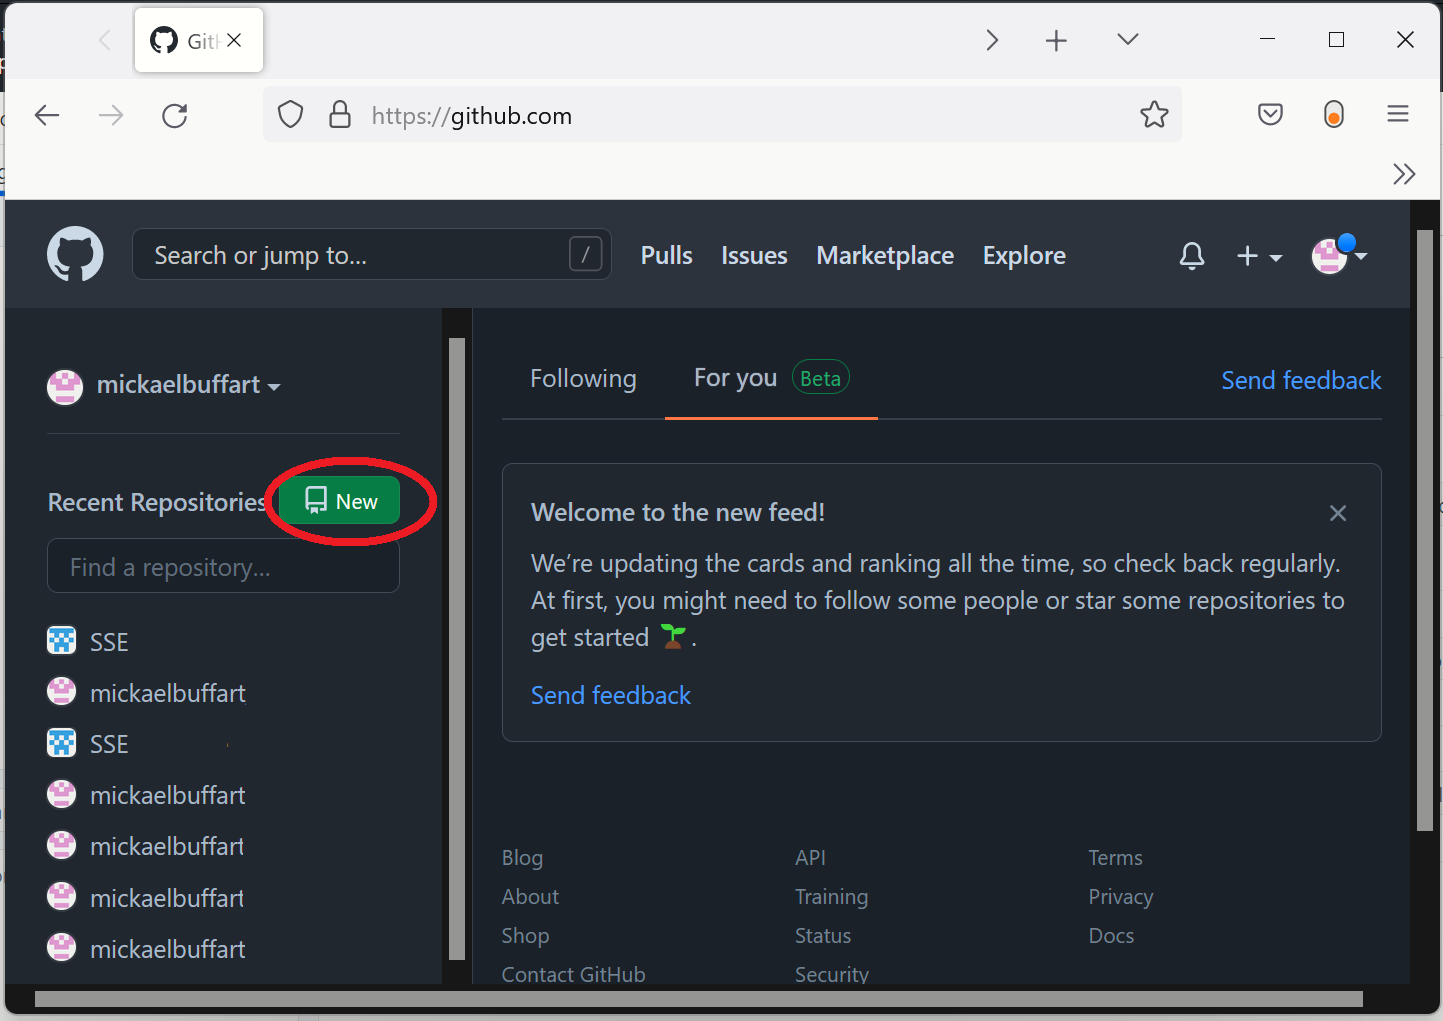 GitH
https://github.com
Search or jump to... /
Pulls Issues Marketplace Explore
mickaelbuffart
Recent Repositories New
Find a repository...
SSE
mickaelbuffart
SSE
mickaelbuffart
mickaelbuffart
mickaelbuffart
mickaelbuffart
Following For you Beta Send feedback
Welcome to the new feed!
We’re updating the cards and ranking all the time, so check back regularly.
At first, you might need to follow some people or star some repositories to
get started 🌱 .
Send feedback
Blog API Terms
About Training Privacy
Shop Status Docs
Contact GitHub Security